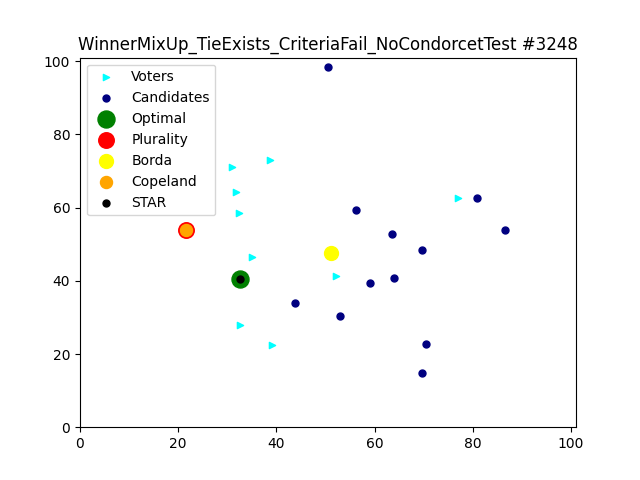 WinnerMixUp_TieExists_CriteriaFail_NoCondorcetTest #3248
100
80
60
40
20
0
Voters
Candidates
Optimal
Plurality
Borda
Copeland
STAR
0 20 40 60 80 100